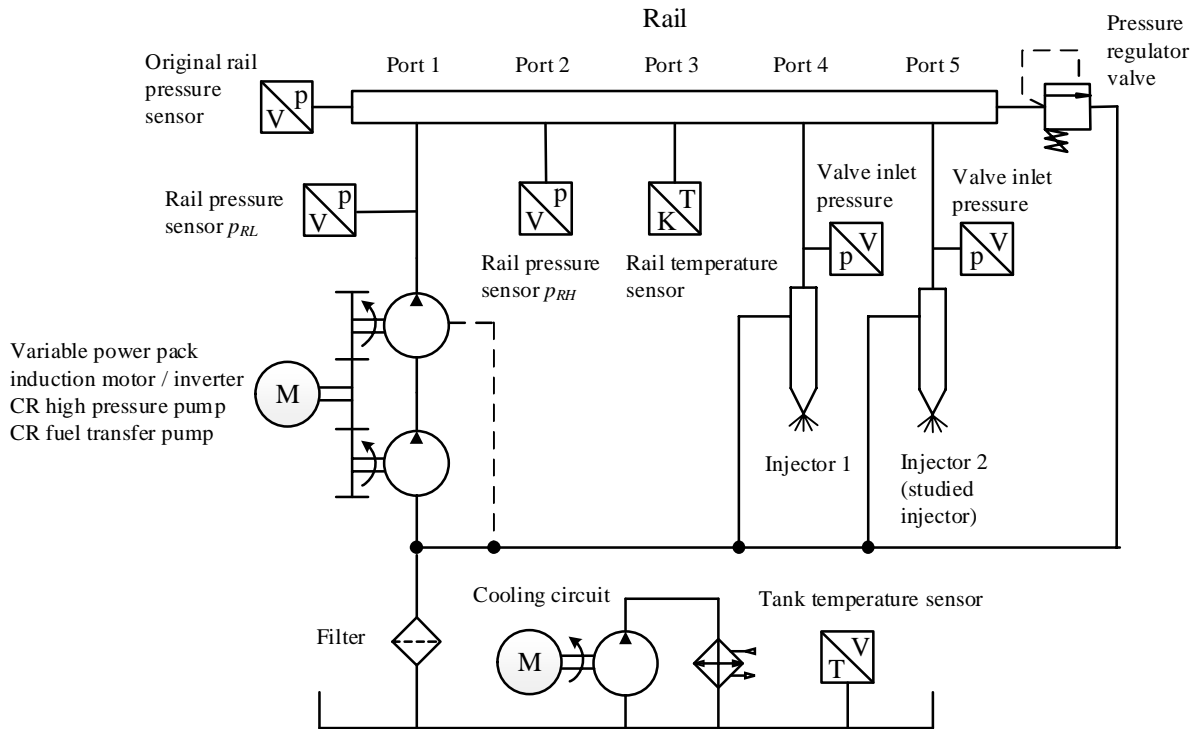 Rail
Pressure
regulator
valve
Original rail
pressure
sensor
Port 1
Port 2
Port 3
Port 4
Port 5
p
V
Rail pressure
sensor pRL
p
V
p
V
T
K
Valve inlet
pressure
V
p
Valve inlet
pressure
V
p
Rail pressure
sensor pRH
Rail temperature
sensor
Variable power pack
induction motor / inverter
CR high pressure pump
CR fuel transfer pump
M
Injector 1
Injector 2
(studied
injector)
Cooling circuit
Tank temperature sensor
Filter
M
V
T